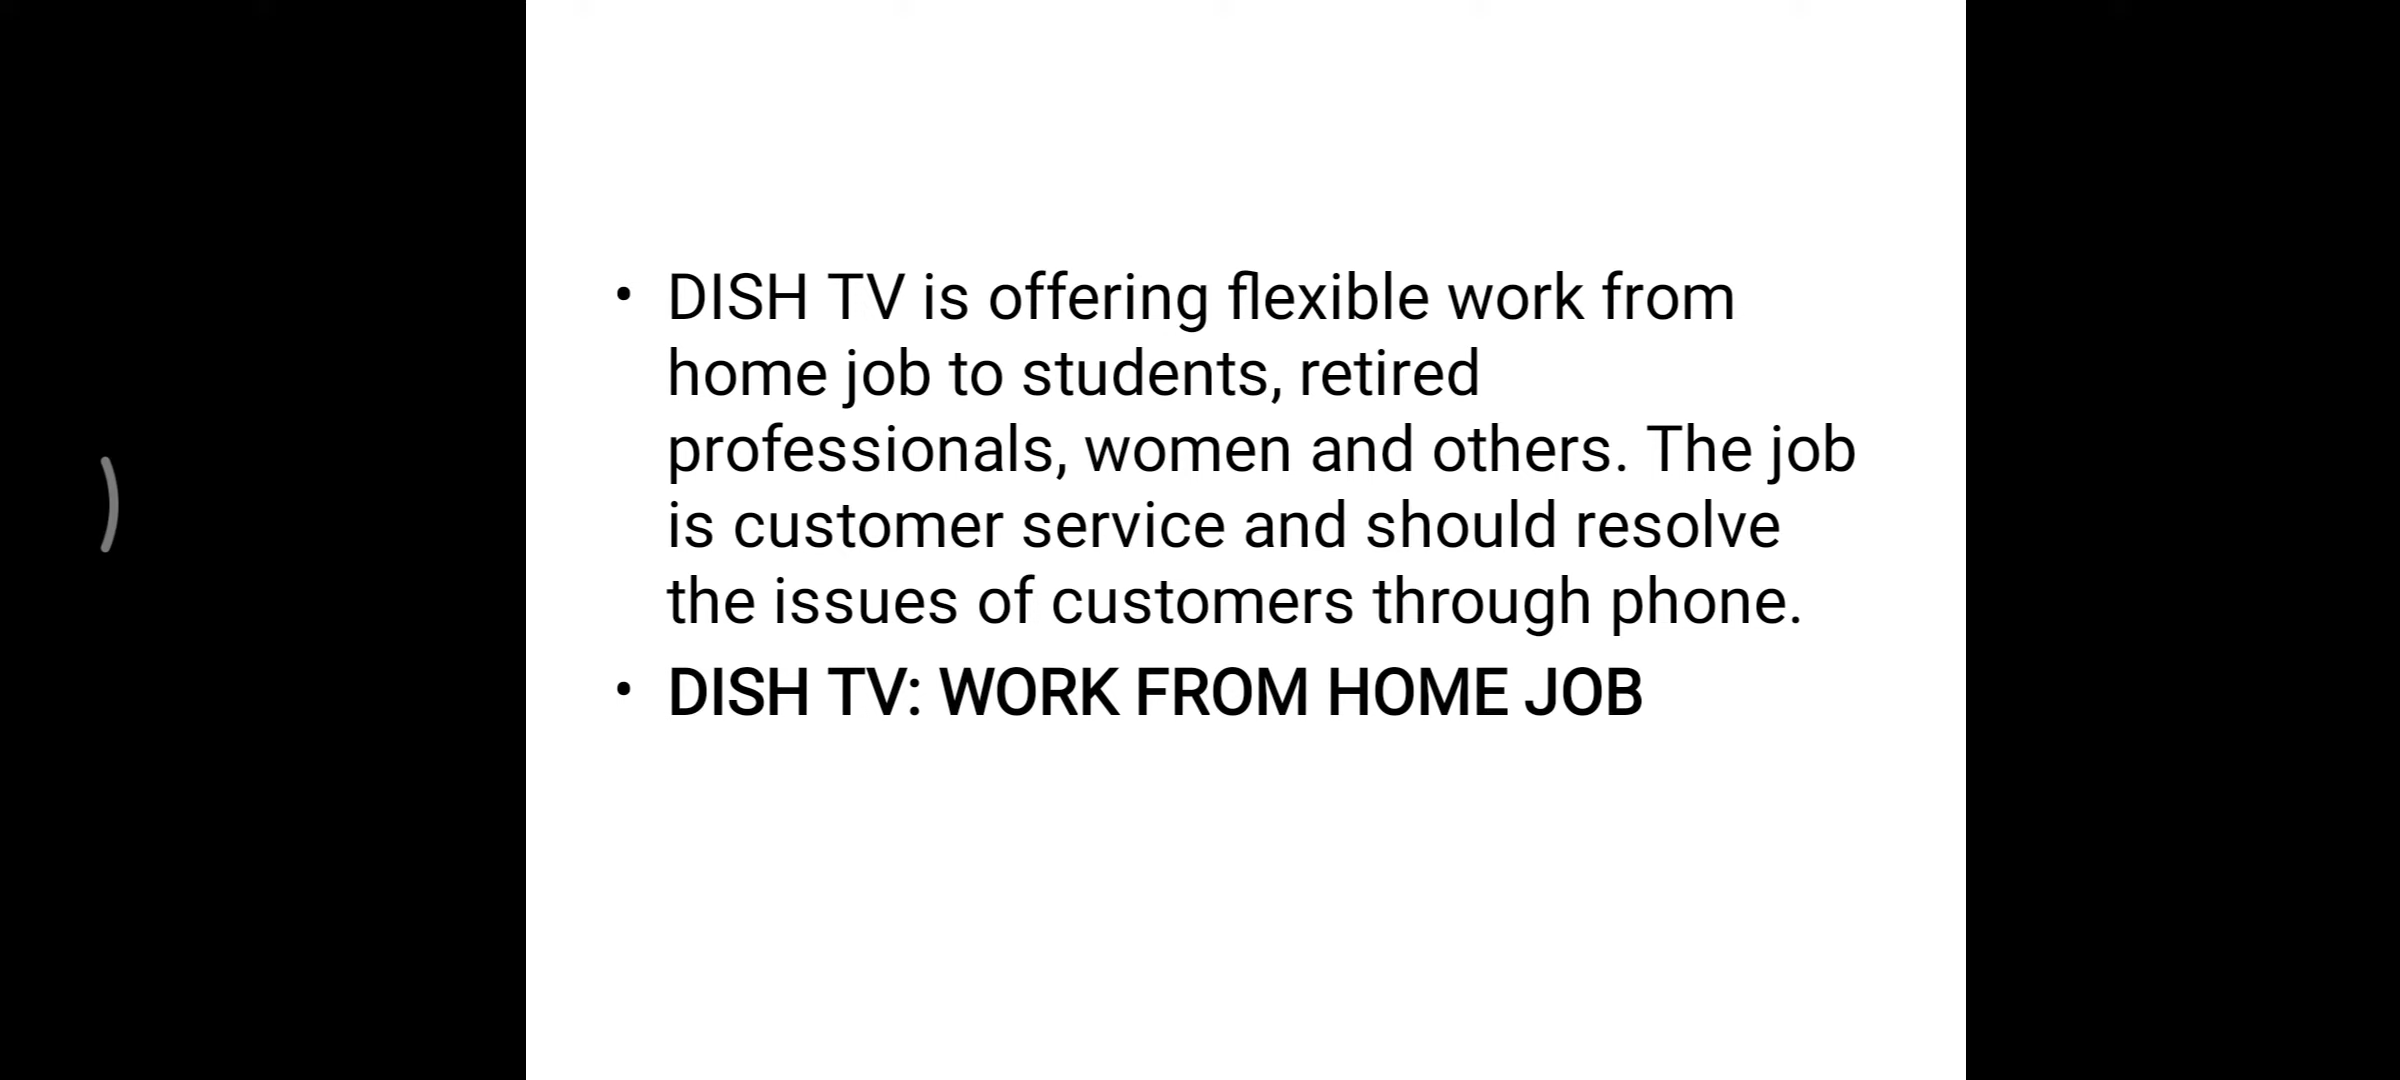 • DISH TV is offering flexible work from
home job to students, retired
professionals, women and others. The job
is customer service and should resolve
the issues of customers through phone.
• DISH TV: WORK FROM HOME JOB